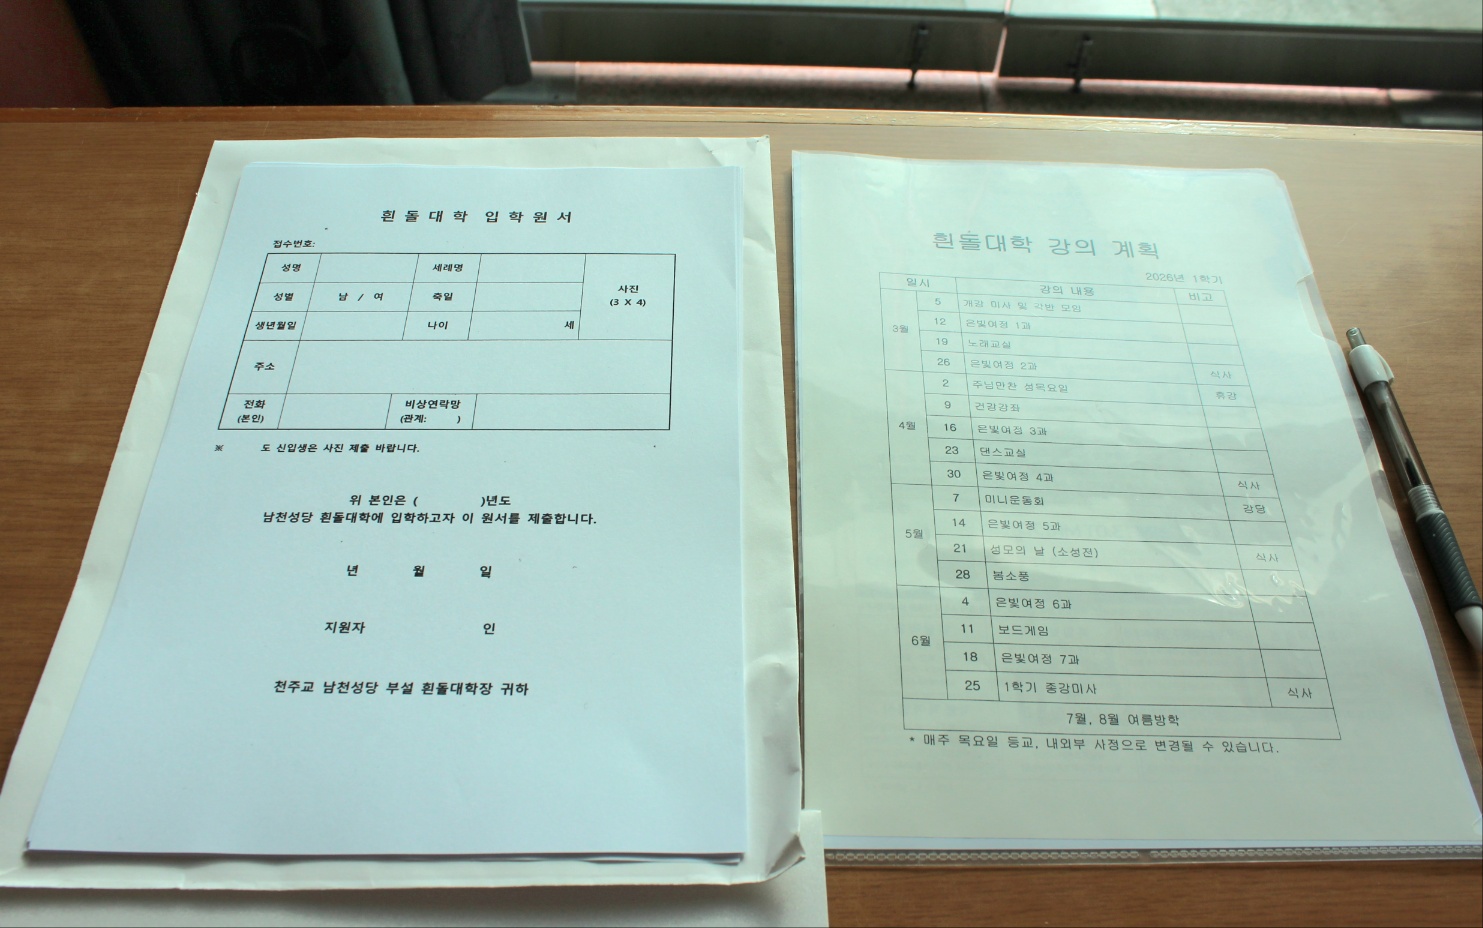 흰돌대학 입학원서
접수번호:
성명 세례명 사진
(3 X 4)
성별 남 / 여 축일
생년월일 나이 세
주소
전화
(본인)
비상연락망
(관계: )
※ 도 신입생은 사진 제출 바랍니다.
위 본인은 ( )년도
남천성당 흰돌대학에 입학하고자 이 원서를 제출합니다.
년 월 일
지원자 인
천주교 남천성당 부설 흰돌대학장 귀하
흰돌대학 강의 계획
2026년 1학기
일시 강의 내용 비고
3월
5 개강 미사 및 각반 모임
12 은빛여정 1과
19 노래교실
26 은빛여정 2과 식사
4월
2 주님만찬 성목요일 휴강
9 건강강좌
16 은빛여정 3과
23 댄스교실
30 은빛여정 4과 식사
5월
7 미니운동회 강당
14 은빛여정 5과
21 성모의 날 (소성전) 식사
28 봄소풍
6월
4 은빛여정 6과
11 보드게임
18 은빛여정 7과
25 1학기 종강미사 식사
7월, 8월 여름방학
* 매주 목요일 등교, 내외부 사정으로 변경될 수 있습니다.